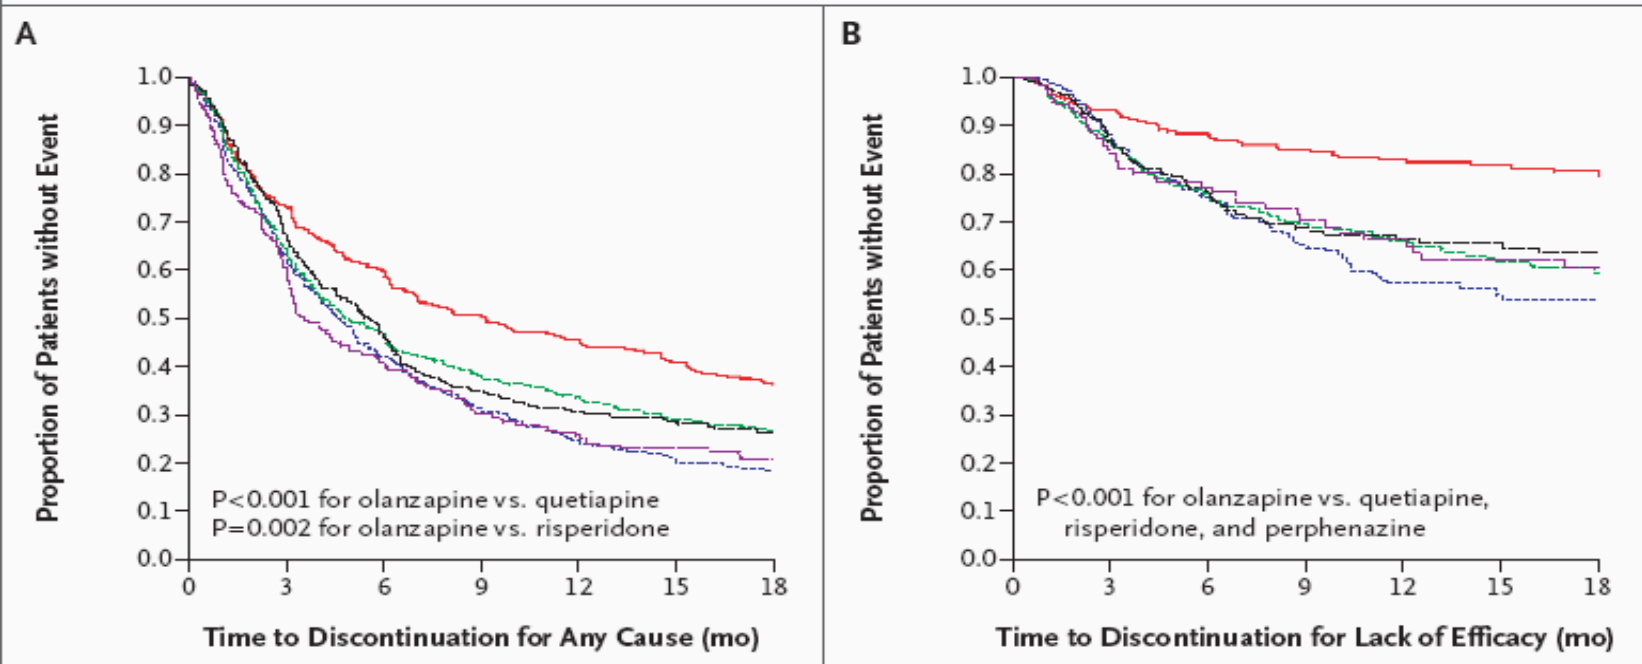 A
Proportion of Patients without Event
1.0
0.9
0.8
0.7
0.6
0.5
0.4
0.3
0.2
0.1
0.0
P<0.001 for olanzapine vs. quetiapine
P=0.002 for olanzapine vs. risperidone
0 3 6 9 12 15 18
Time to Discontinuation for Any Cause (mo)
B
Proportion of Patients without Event
1.0
0.9
0.8
0.7
0.6
0.5
0.4
0.3
0.2
0.1
0.0
P<0.001 for olanzapine vs. quetiapine,
risperidone, and perphenazine
0 3 6 9 12 15 18
Time to Discontinuation for Lack of Efficacy (mo)